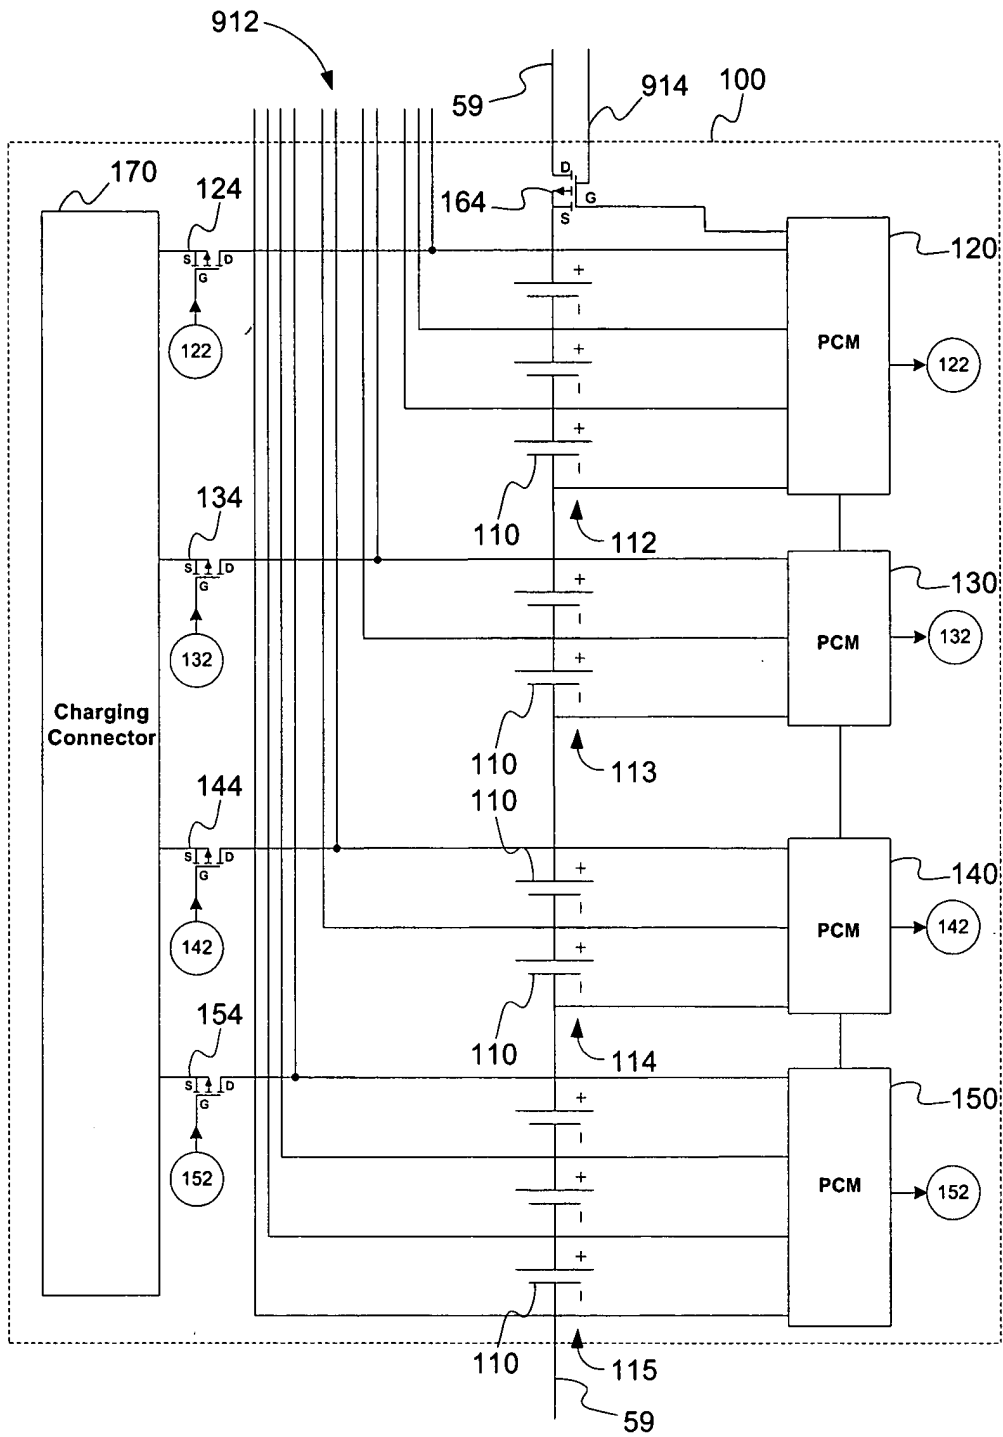 912
59
914
100
170
124
D
164
G
S
120
S
D
G
+
–
122
PCM
122
+
–
+
–
110
112
134
S
D
G
130
+
–
132
PCM
132
+
–
Charging
Connector
110
113
144
110
S
D
G
140
+
–
142
PCM
142
+
–
110
114
154
S
D
G
150
+
–
152
PCM
152
+
–
+
–
110
115
59